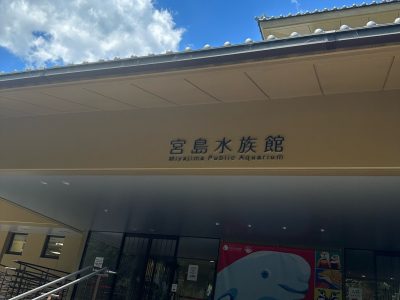 宮島水族館
Miyajima Public Aquarium